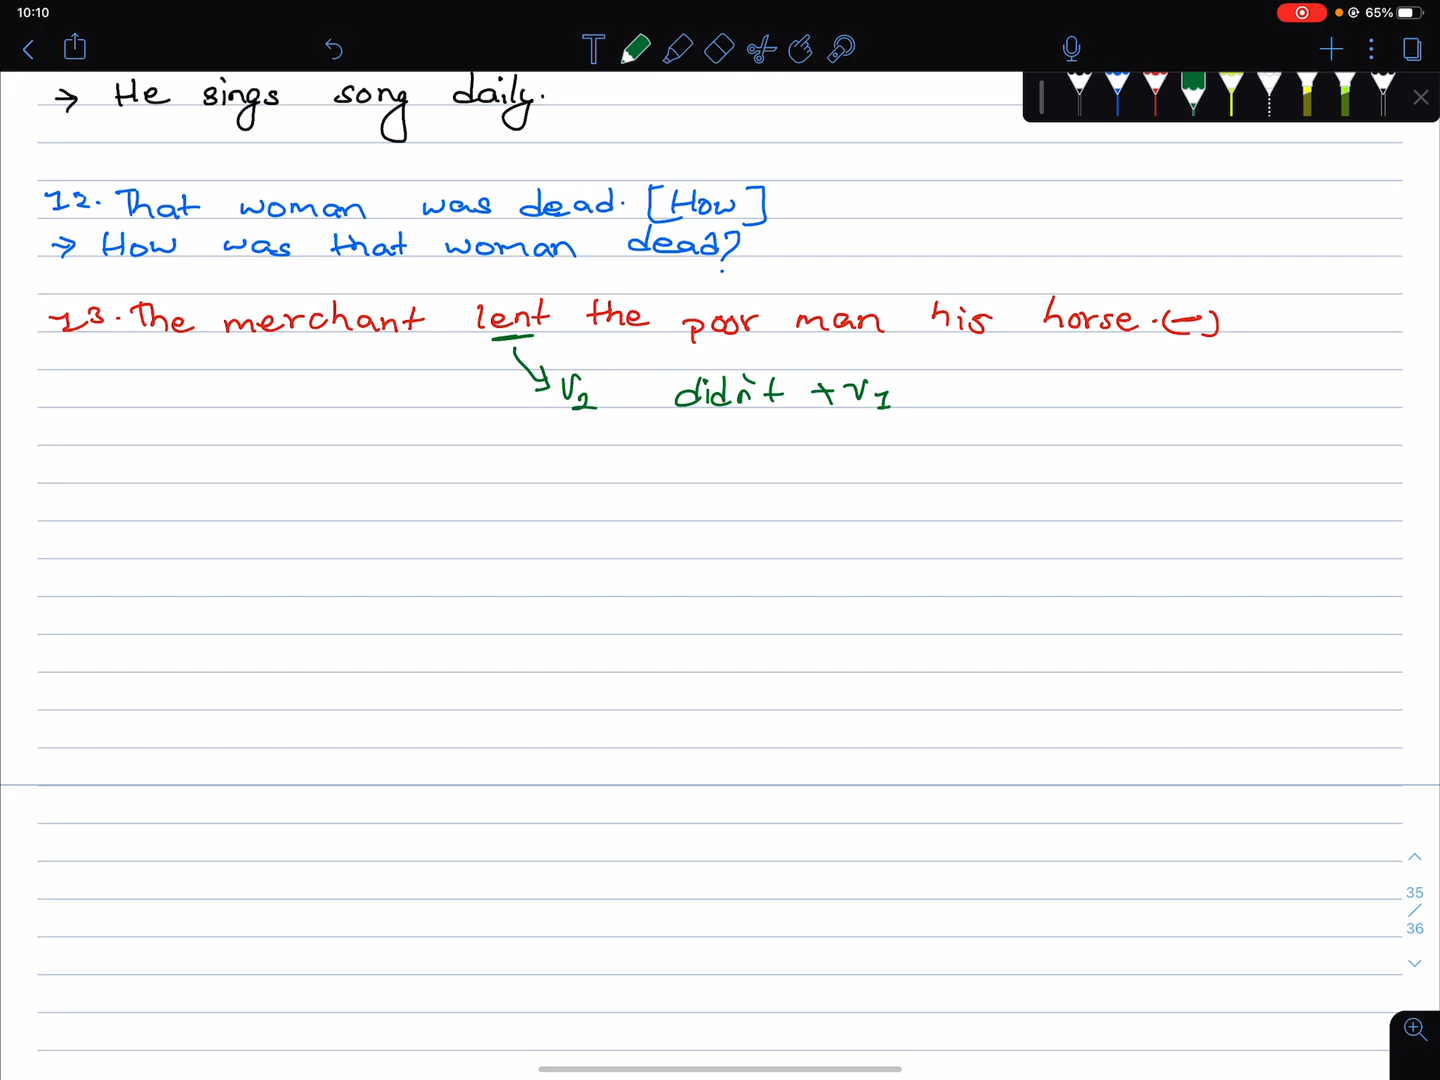 10:10
65%
→ He sings song daily.
12. That woman was dead. [How]
→ How was that woman dead?
13. The merchant lent the poor man his horse. (-)
V2 didn't + V1
35
36